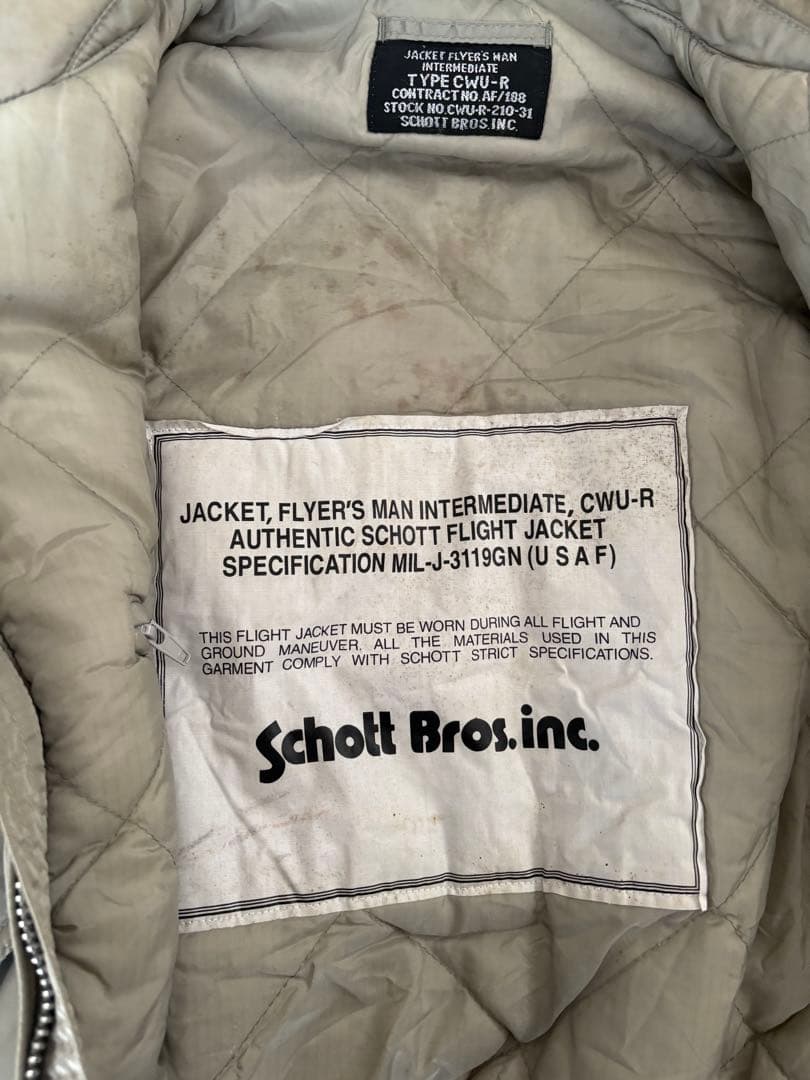 JACKET FLYER'S MAN
INTERMEDIATE
TYPE CWU-R
CONTRACT NO. AF/188
STOCK NO. CWU-R-210-31
SCHOTT BROS. INC.
JACKET, FLYER'S MAN INTERMEDIATE, CWU-R
AUTHENTIC SCHOTT FLIGHT JACKET
SPECIFICATION MIL-J-3119GN (U S A F)
THIS FLIGHT JACKET MUST BE WORN DURING ALL FLIGHT AND
GROUND MANEUVER. ALL THE MATERIALS USED IN THIS
GARMENT COMPLY WITH SCHOTT STRICT SPECIFICATIONS.
Schott Bros. inc.